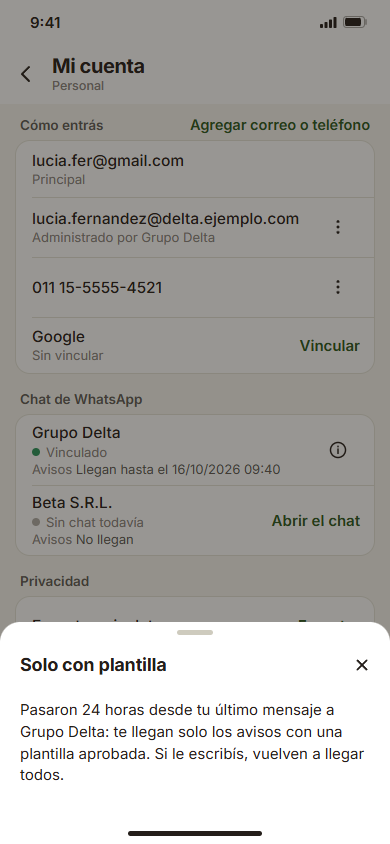 9:41
Mi cuenta
Personal
Cómo entrás
Agregar correo o teléfono
lucia.fer@gmail.com
Principal
lucia.fernandez@delta.ejemplo.com
Administrado por Grupo Delta
011 15-5555-4521
Google
Sin vincular
Vincular
Chat de WhatsApp
Grupo Delta
Vinculado
Avisos Llegan hasta el 16/10/2026 09:40
Beta S.R.L.
Sin chat todavía
Avisos No llegan
Abrir el chat
Privacidad
Solo con plantilla
Pasaron 24 horas desde tu último mensaje a
Grupo Delta: te llegan solo los avisos con una
plantilla aprobada. Si le escribís, vuelven a llegar
todos.